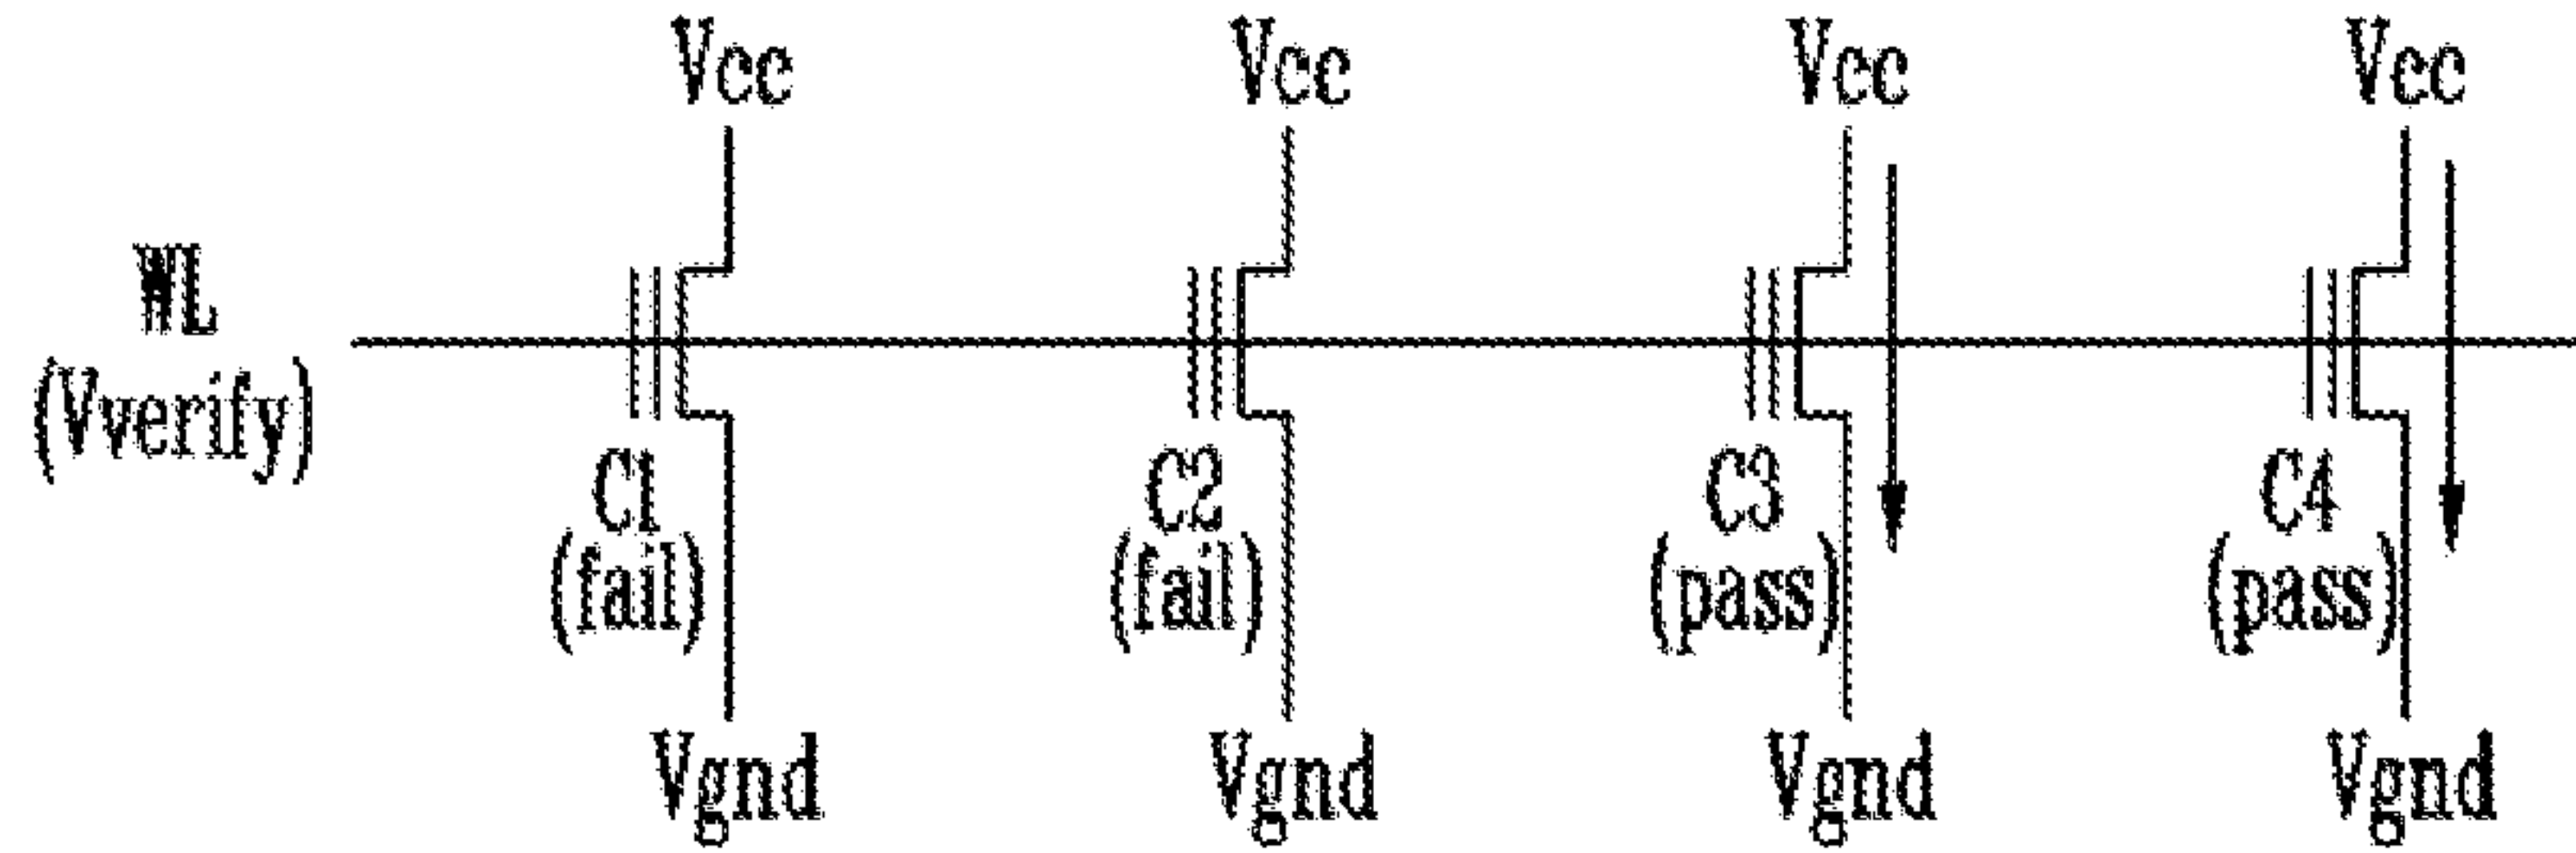 Vcc Vcc Vcc Vcc
WL
(Vverify)
C1 C2 C3 C4
(fail) (fail) (pass) (pass)
Vgnd Vgnd Vgnd Vgnd